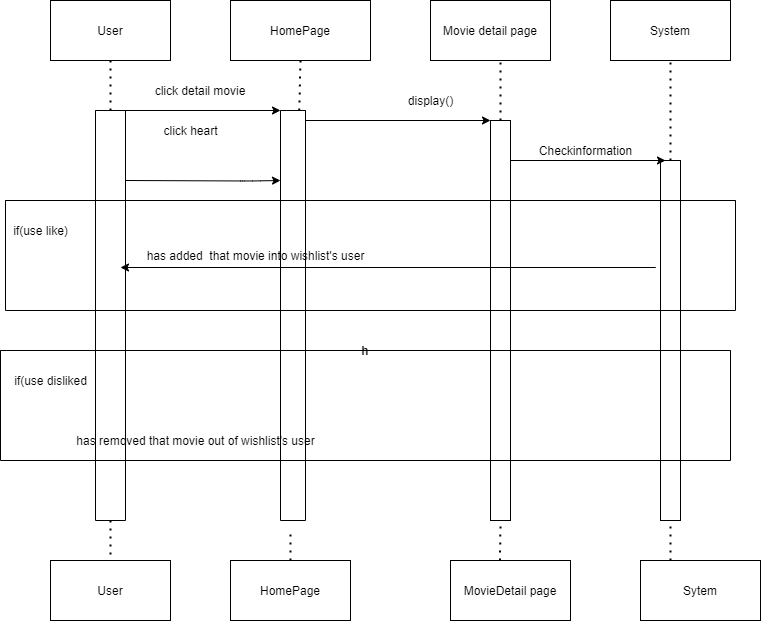 User
HomePage
Movie detail page
System
click detail movie
display()
click heart
Checkinformation
if(use like)
has added that movie into wishlist's user
h
if(use disliked
has removed that movie out of wishlist's user
User
HomePage
MovieDetail page
Sytem